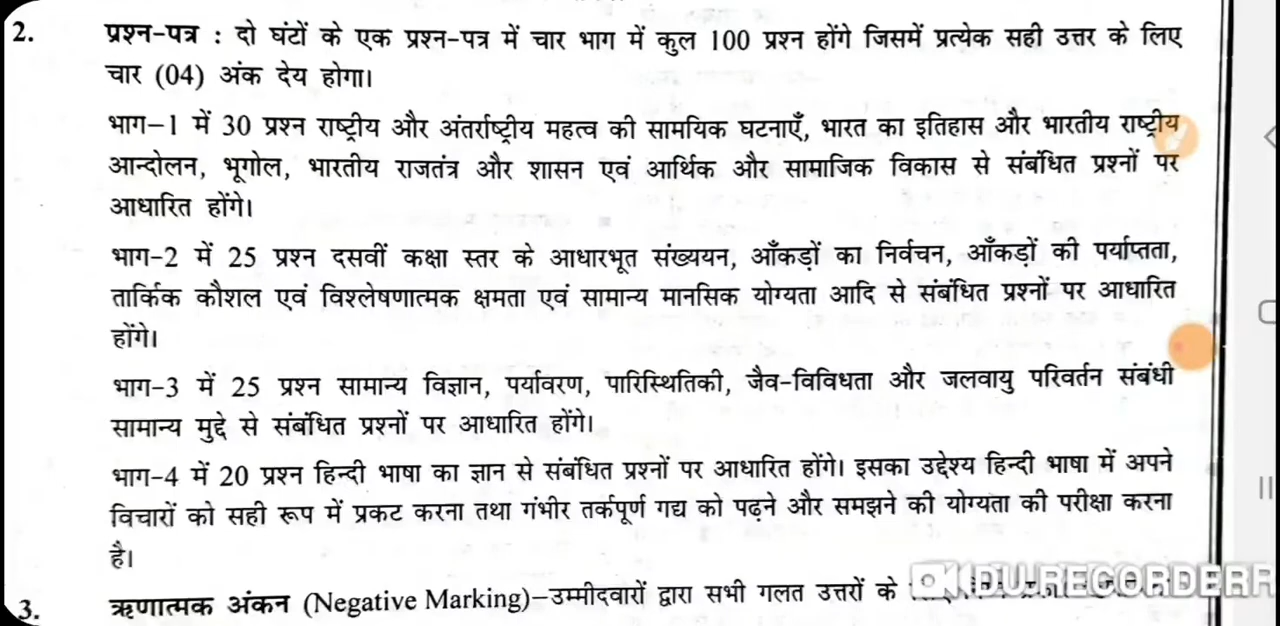 2. प्रश्न-पत्र : दो घंटों के एक प्रश्न-पत्र में चार भाग में कुल 100 प्रश्न होंगे जिसमें प्रत्येक सही उत्तर के लिए
चार (04) अंक देय होगा।
भाग-1 में 30 प्रश्न राष्ट्रीय और अंतर्राष्ट्रीय महत्व की सामयिक घटनाएँ, भारत का इतिहास और भारतीय राष्ट्रीय
आन्दोलन, भूगोल, भारतीय राजतंत्र और शासन एवं आर्थिक और सामाजिक विकास से संबंधित प्रश्नों पर
आधारित होंगे।
भाग-2 में 25 प्रश्न दसवीं कक्षा स्तर के आधारभूत संख्ययन, आँकड़ों का निर्वचन, आँकड़ों की पर्याप्तता,
तार्किक कौशल एवं विश्लेषणात्मक क्षमता एवं सामान्य मानसिक योग्यता आदि से संबंधित प्रश्नों पर आधारित
होंगे।
भाग-3 में 25 प्रश्न सामान्य विज्ञान, पर्यावरण, पारिस्थितिकी, जैव-विविधता और जलवायु परिवर्तन संबंधी
सामान्य मुद्दे से संबंधित प्रश्नों पर आधारित होंगे।
भाग-4 में 20 प्रश्न हिन्दी भाषा का ज्ञान से संबंधित प्रश्नों पर आधारित होंगे। इसका उद्देश्य हिन्दी भाषा में अपने
विचारों को सही रूप में प्रकट करना तथा गंभीर तर्कपूर्ण गद्य को पढ़ने और समझने की योग्यता की परीक्षा करना
है।
3. ऋणात्मक अंकन (Negative Marking)-उम्मीदवारों द्वारा सभी गलत उत्तरों के
DU RECORDER